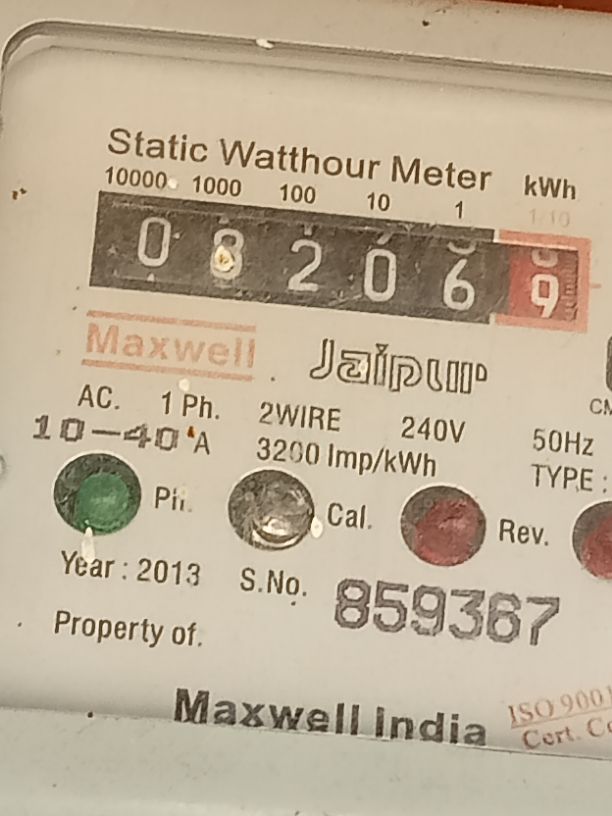 Static Watthour Meter kWh
10000 1000 100 10 1 1/10
0 8 2 0 6 9
Maxwell Jaipur
AC. 1 Ph. 2WIRE 240V 50Hz
10-40 A 3200 Imp/kWh TYPE :
Ph. Cal. Rev.
Year : 2013 S.No. 859367
Property of.
Maxwell India
ISO 9001
Cert.